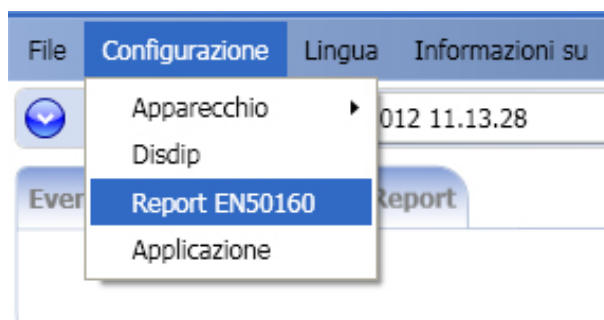 File Configurazione Lingua Informazioni su
Apparecchio
012 11.13.28
Disdip
Report EN50160
Report
Applicazione